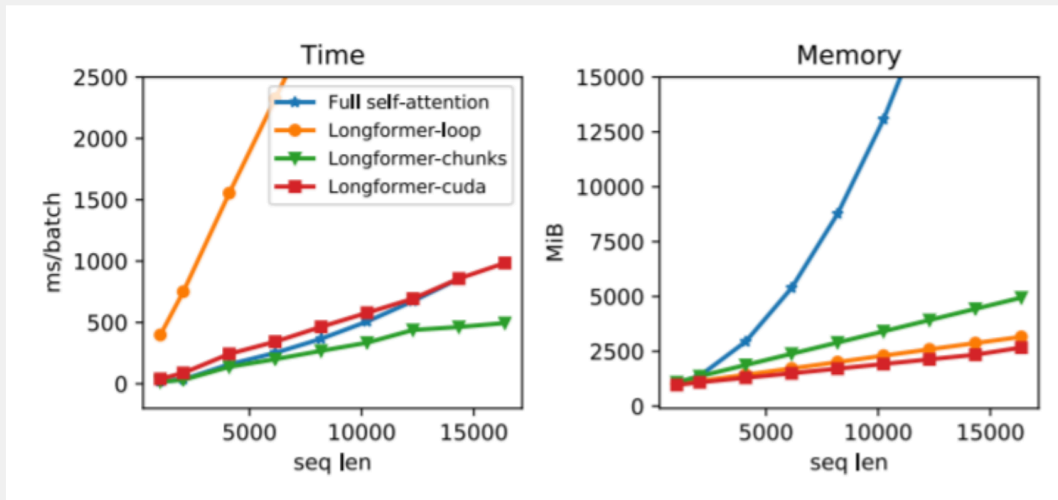 Time
2500
2000
1500
1000
500
0
ms/batch
5000 10000 15000
seq len
Full self-attention
Longformer-loop
Longformer-chunks
Longformer-cuda
Memory
15000
12500
10000
7500
5000
2500
0
MiB
5000 10000 15000
seq len